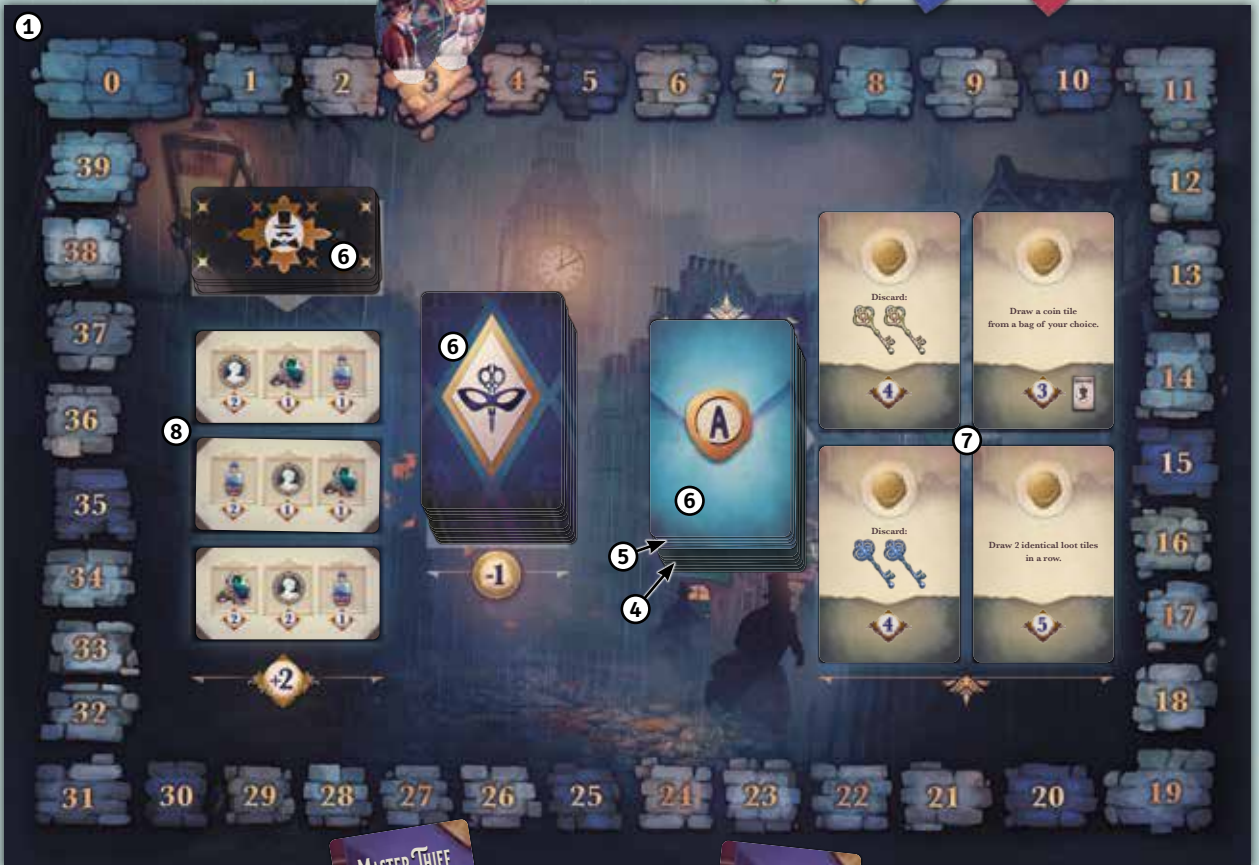 1
0 1 2 3 4 5 6 7 8 9 10 11
39 12
38 13
37 14
36 15
35 16
34 17
33 18
32
31 30 29 28 27 26 25 24 23 22 21 20 19
6
2 1 1
8
2 1 1
2 2 1
+2
6
-1
A
6
5
4
Discard:
4
Draw a coin tile
from a bag of your choice.
3
7
Discard:
4
Draw 2 identical loot tiles
in a row.
5
MASTER THIEF